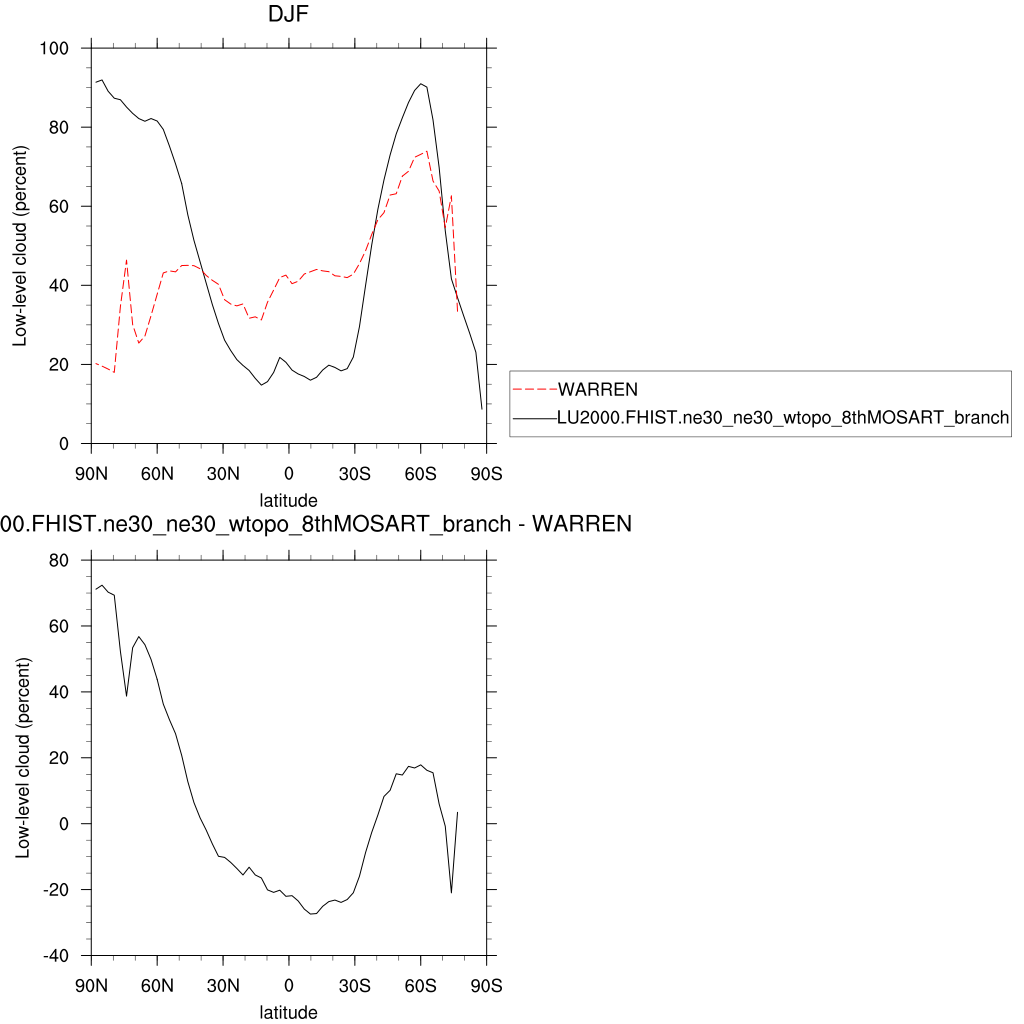 DJF
100
80
60
40
20
0
Low-level cloud (percent)
90N 60N 30N 0 30S 60S 90S
latitude
WARREN
LU2000.FHIST.ne30_ne30_wtopo_8thMOSART_branch
00.FHIST.ne30_ne30_wtopo_8thMOSART_branch - WARREN
80
60
40
20
0
-20
-40
Low-level cloud (percent)
90N 60N 30N 0 30S 60S 90S
latitude